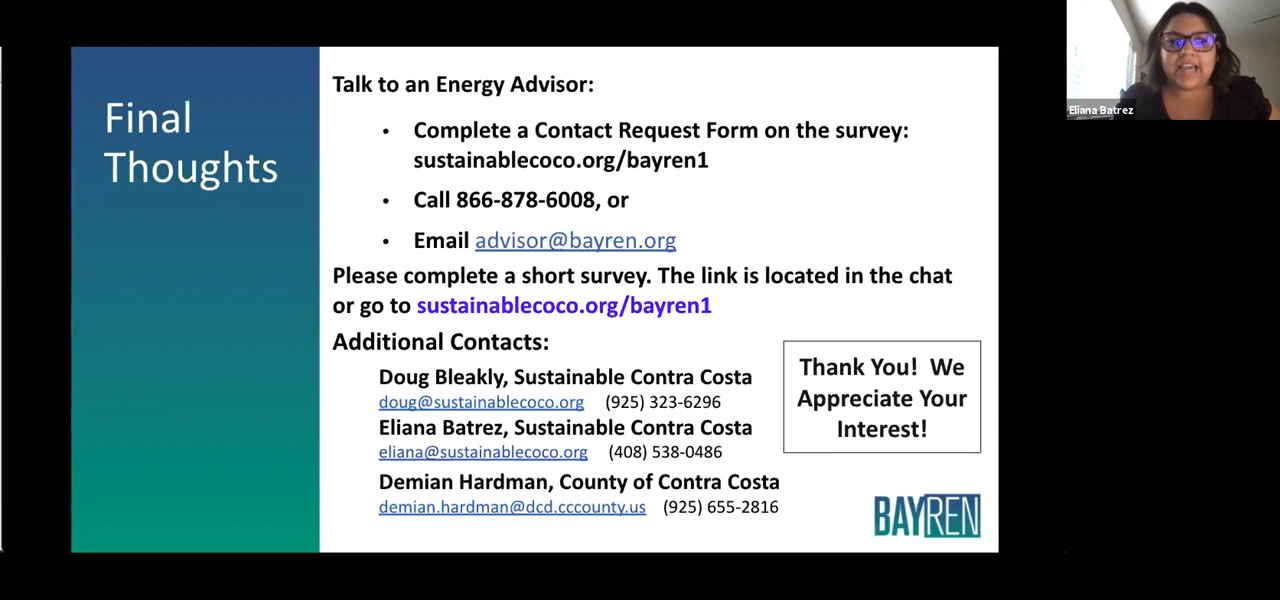 Final
Thoughts
Talk to an Energy Advisor:
• Complete a Contact Request Form on the survey:
sustainablecoco.org/bayren1
• Call 866-878-6008, or
• Email advisor@bayren.org
Please complete a short survey. The link is located in the chat
or go to sustainablecoco.org/bayren1
Additional Contacts:
Doug Bleakly, Sustainable Contra Costa
doug@sustainablecoco.org (925) 323-6296
Eliana Batrez, Sustainable Contra Costa
eliana@sustainablecoco.org (408) 538-0486
Demian Hardman, County of Contra Costa
demian.hardman@dcd.cccounty.us (925) 655-2816
Thank You! We
Appreciate Your
Interest!
BAYREN
Eliana Batrez